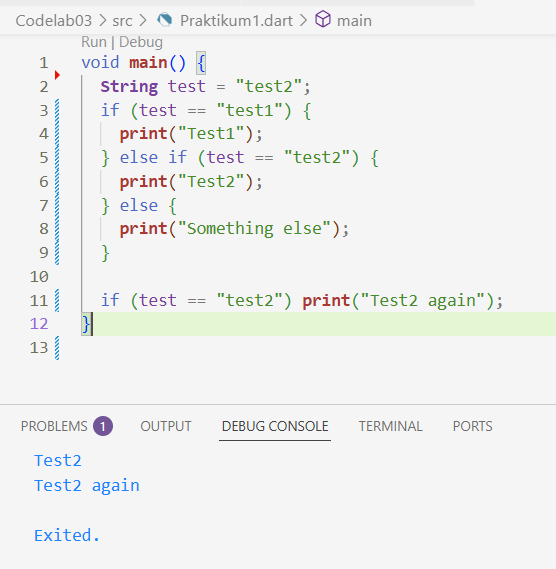 Codelab03 > src > Praktikum1.dart > main
Run | Debug
1 void main() {
2 String test = "test2";
3 if (test == "test1") {
4 print("Test1");
5 } else if (test == "test2") {
6 print("Test2");
7 } else {
8 print("Something else");
9 }
10
11 if (test == "test2") print("Test2 again");
12 }
13
PROBLEMS 1 OUTPUT DEBUG CONSOLE TERMINAL PORTS
Test2
Test2 again
Exited.